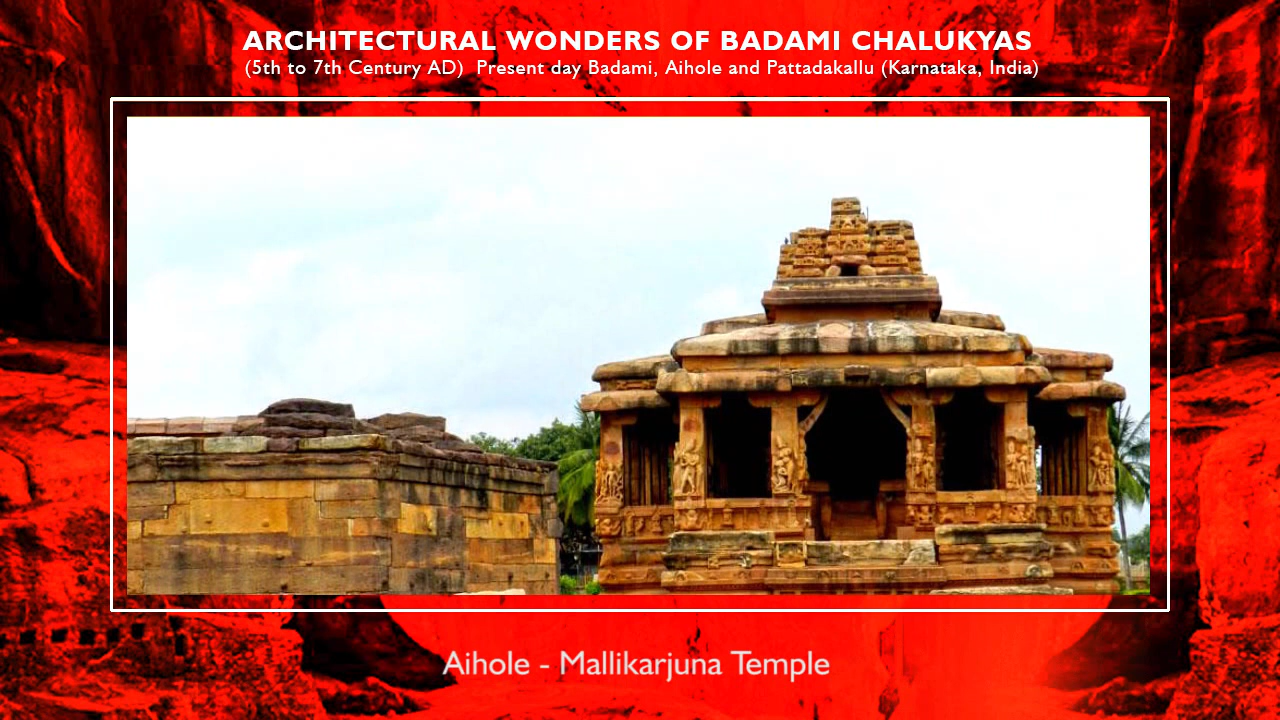 ARCHITECTURAL WONDERS OF BADAMI CHALUKYAS
(5th to 7th Century AD) Present day Badami, Aihole and Pattadakallu (Karnataka, India)
Aihole - Mallikarjuna Temple